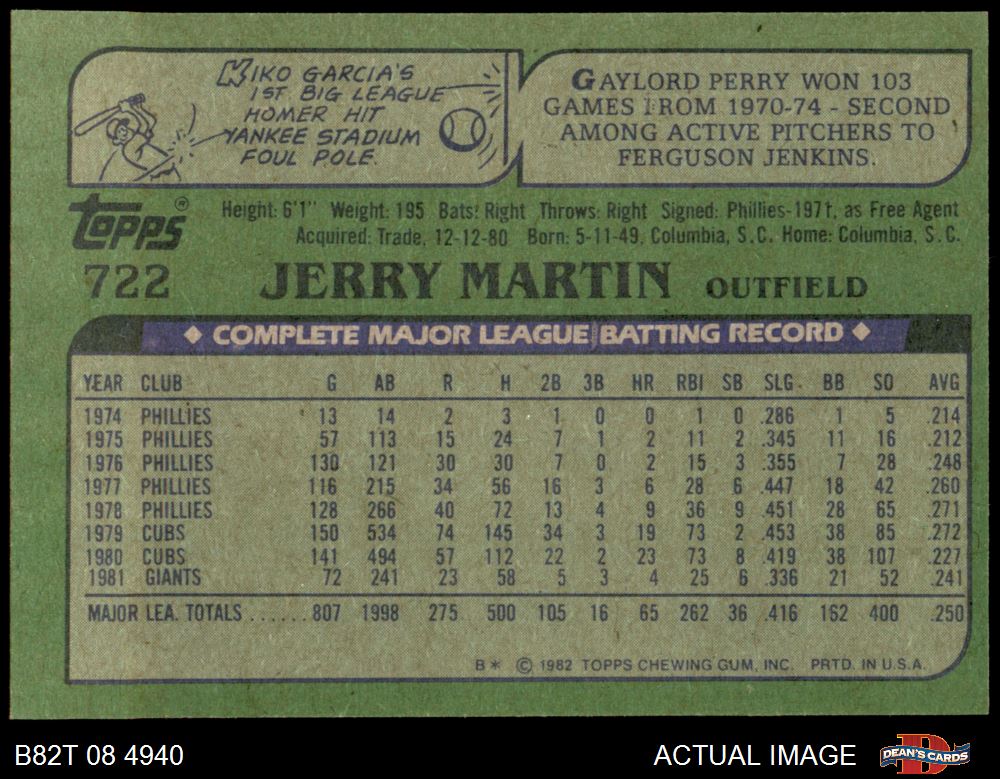 KIKO GARCIA'S
1ST BIG LEAGUE
HOMER HIT
YANKEE STADIUM
FOUL POLE.
GAYLORD PERRY WON 103
GAMES FROM 1970-74 - SECOND
AMONG ACTIVE PITCHERS TO
FERGUSON JENKINS.
TOPPS®
Height: 6'1" Weight: 195 Bats: Right Throws: Right Signed: Phillies-1971, as Free Agent
Acquired: Trade, 12-12-80 Born: 5-11-49, Columbia, S.C. Home: Columbia, S.C.
722 JERRY MARTIN OUTFIELD
◆ COMPLETE MAJOR LEAGUE BATTING RECORD ◆
YEAR CLUB G AB R H 2B 3B HR RBI SB SLG. BB SO AVG
1974 PHILLIES 13 14 2 3 1 0 0 1 0 .286 1 5 .214
1975 PHILLIES 57 113 15 24 7 1 2 11 2 .345 11 16 .212
1976 PHILLIES 130 121 30 30 7 0 2 15 3 .355 7 28 .248
1977 PHILLIES 116 215 34 56 16 3 6 28 6 .447 18 42 .260
1978 PHILLIES 128 266 40 72 13 4 9 36 9 .451 28 65 .271
1979 CUBS 150 534 74 145 34 3 19 73 2 .453 38 85 .272
1980 CUBS 141 494 57 112 22 2 23 73 8 .419 38 107 .227
1981 GIANTS 72 241 23 58 5 3 4 25 6 .336 21 52 .241
MAJOR LEA. TOTALS ...... 807 1998 275 500 105 16 65 262 36 .416 162 400 .250
B* © 1982 TOPPS CHEWING GUM, INC. PRTD. IN U.S.A.
B82T 08 4940
ACTUAL IMAGE
DEAN'S CARDS